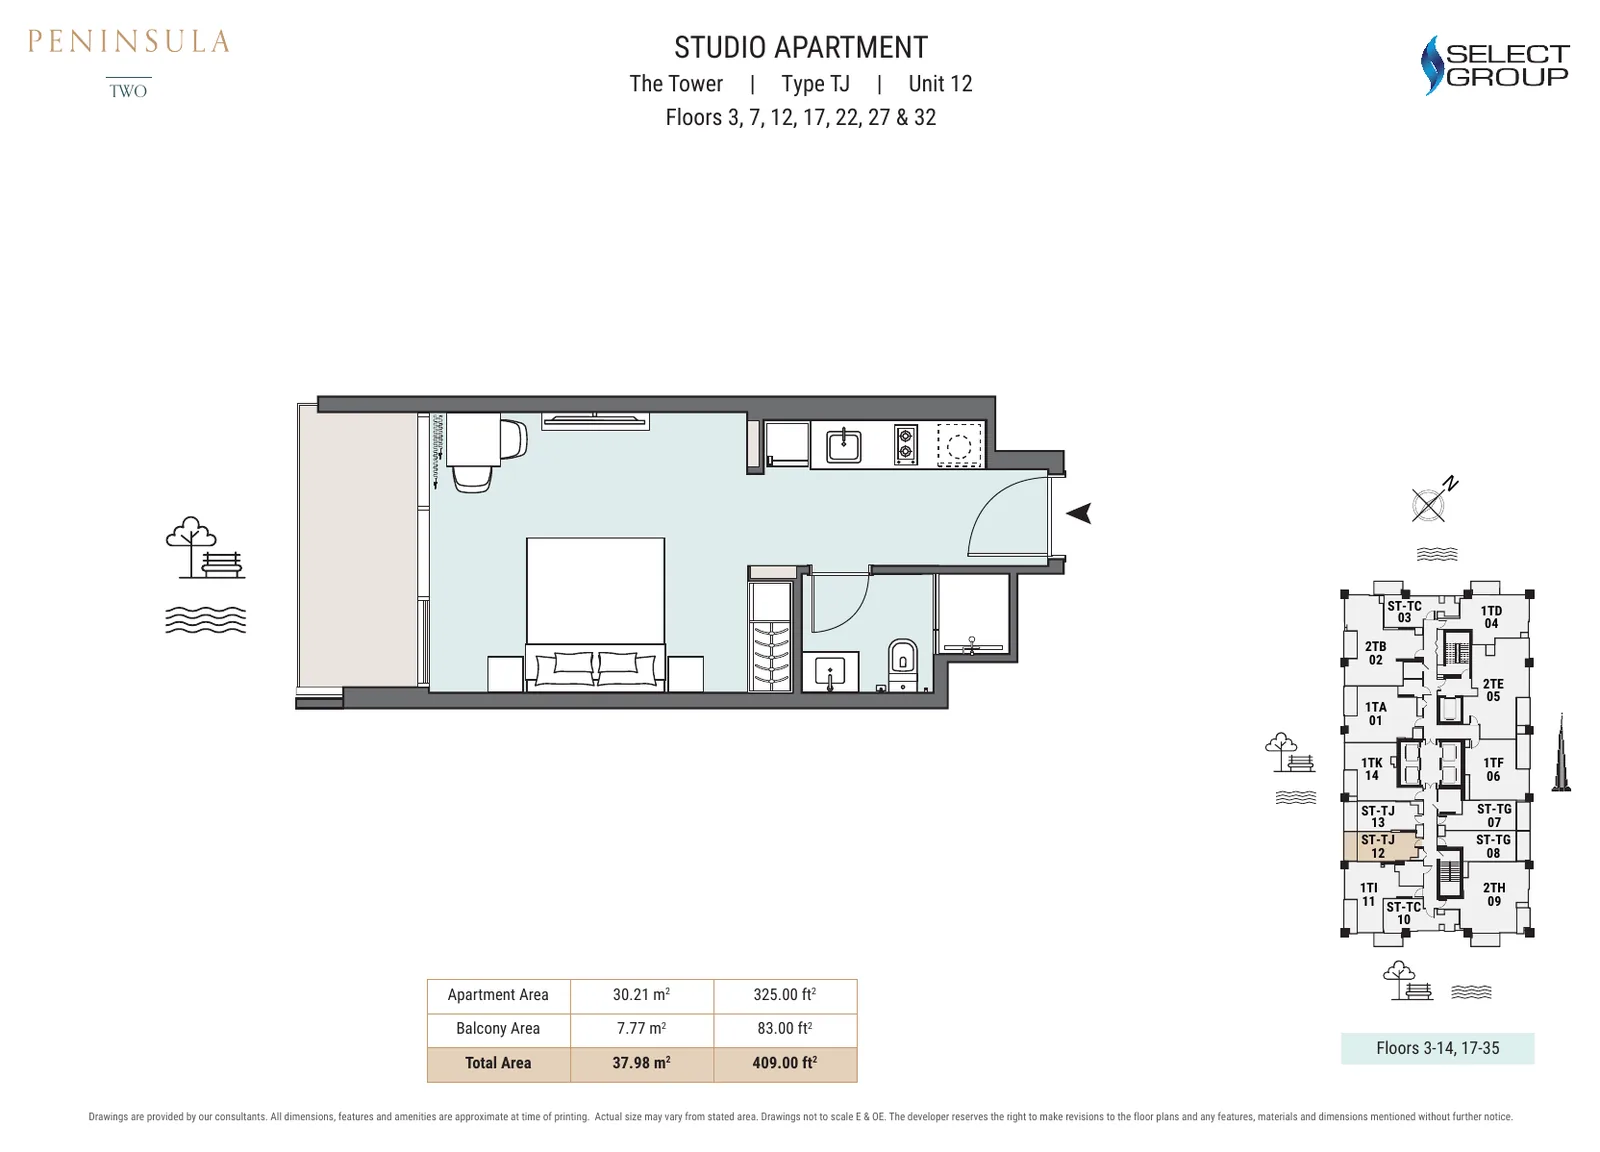 PENINSULA
TWO
STUDIO APARTMENT
The Tower | Type TJ | Unit 12
Floors 3, 7, 12, 17, 22, 27 & 32
SELECT
GROUP
N
ST-TC
03
1TD
04
2TB
02
2TE
05
1TA
01
1TK
14
1TF
06
ST-TJ
13
ST-TG
07
ST-TJ
12
ST-TG
08
1TI
11
2TH
09
ST-TC
10
Floors 3-14, 17-35
Apartment Area 30.21 m² 325.00 ft²
Balcony Area 7.77 m² 83.00 ft²
Total Area 37.98 m² 409.00 ft²
Drawings are provided by our consultants. All dimensions, features and amenities are approximate at time of printing. Actual size may vary from stated area. Drawings not to scale E & OE. The developer reserves the right to make revisions to the floor plans and any features, materials and dimensions mentioned without further notice.